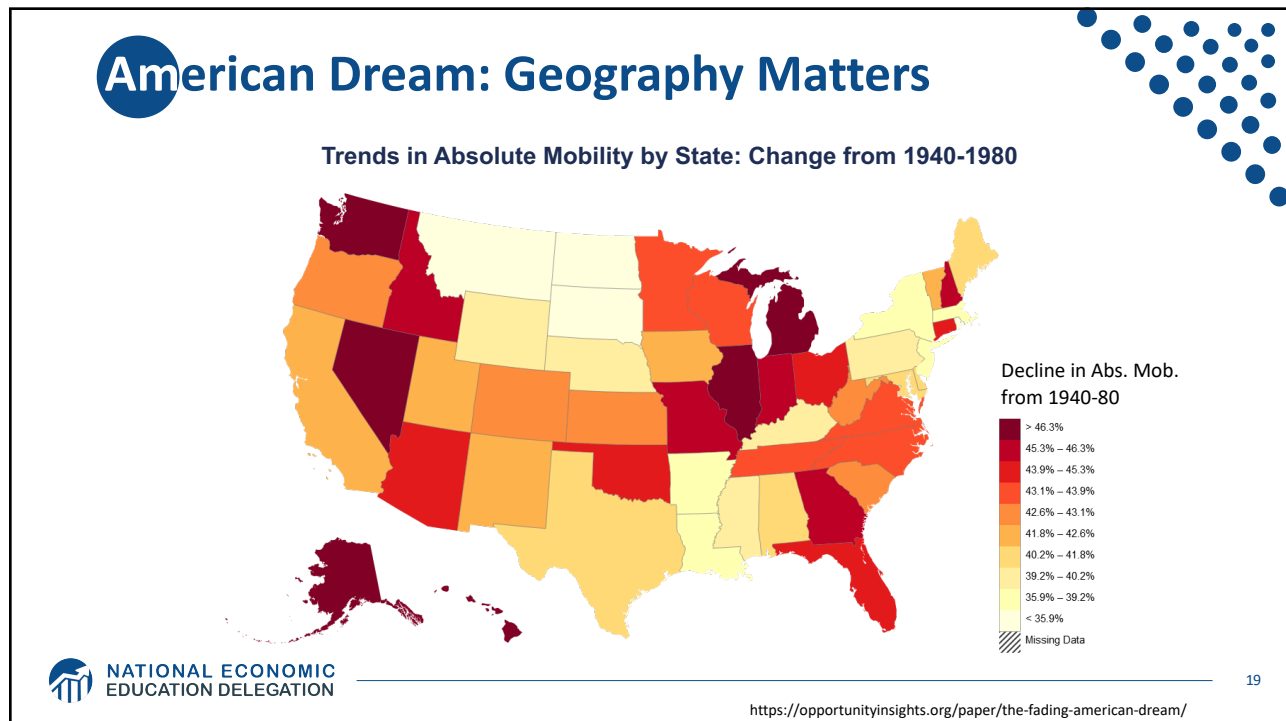 American Dream: Geography Matters
Trends in Absolute Mobility by State: Change from 1940-1980
Decline in Abs. Mob.
from 1940-80
> 46.3%
45.3% – 46.3%
43.9% – 45.3%
43.1% – 43.9%
42.6% – 43.1%
41.8% – 42.6%
40.2% – 41.8%
39.2% – 40.2%
35.9% – 39.2%
< 35.9%
Missing Data
NATIONAL ECONOMIC
EDUCATION DELEGATION
19
https://opportunityinsights.org/paper/the-fading-american-dream/